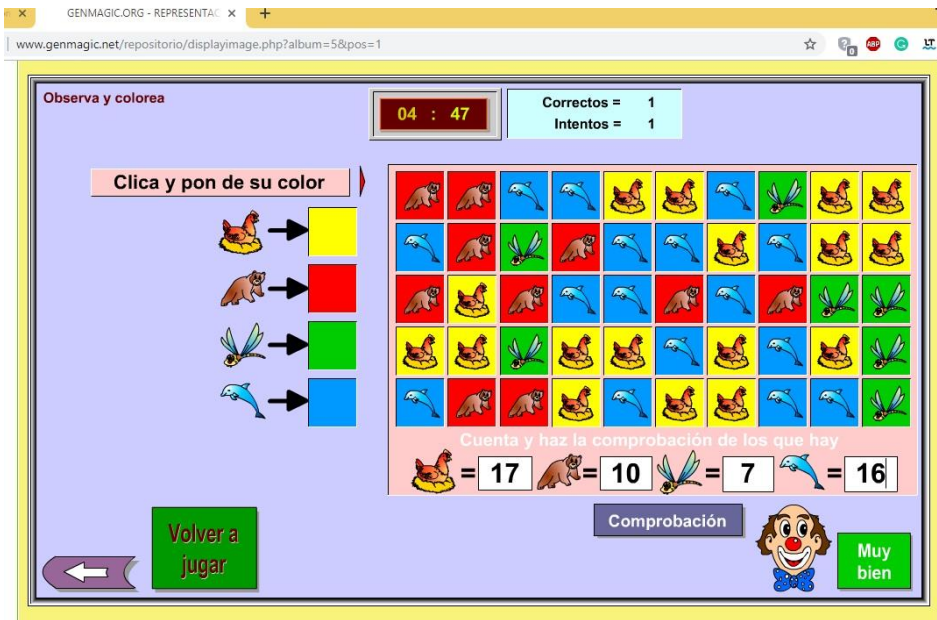 GENMAGIC.ORG - REPRESENTAC
www.genmagic.net/repositorio/displayimage.php?album=5&pos=1
ABP
LT
Observa y colorea
04 : 47
Correctos = 1
Intentos = 1
Clica y pon de su color
Cuenta y haz la comprobación de los que hay
= 17 = 10 = 7 = 16
Comprobación
Volver a
jugar
Muy
bien